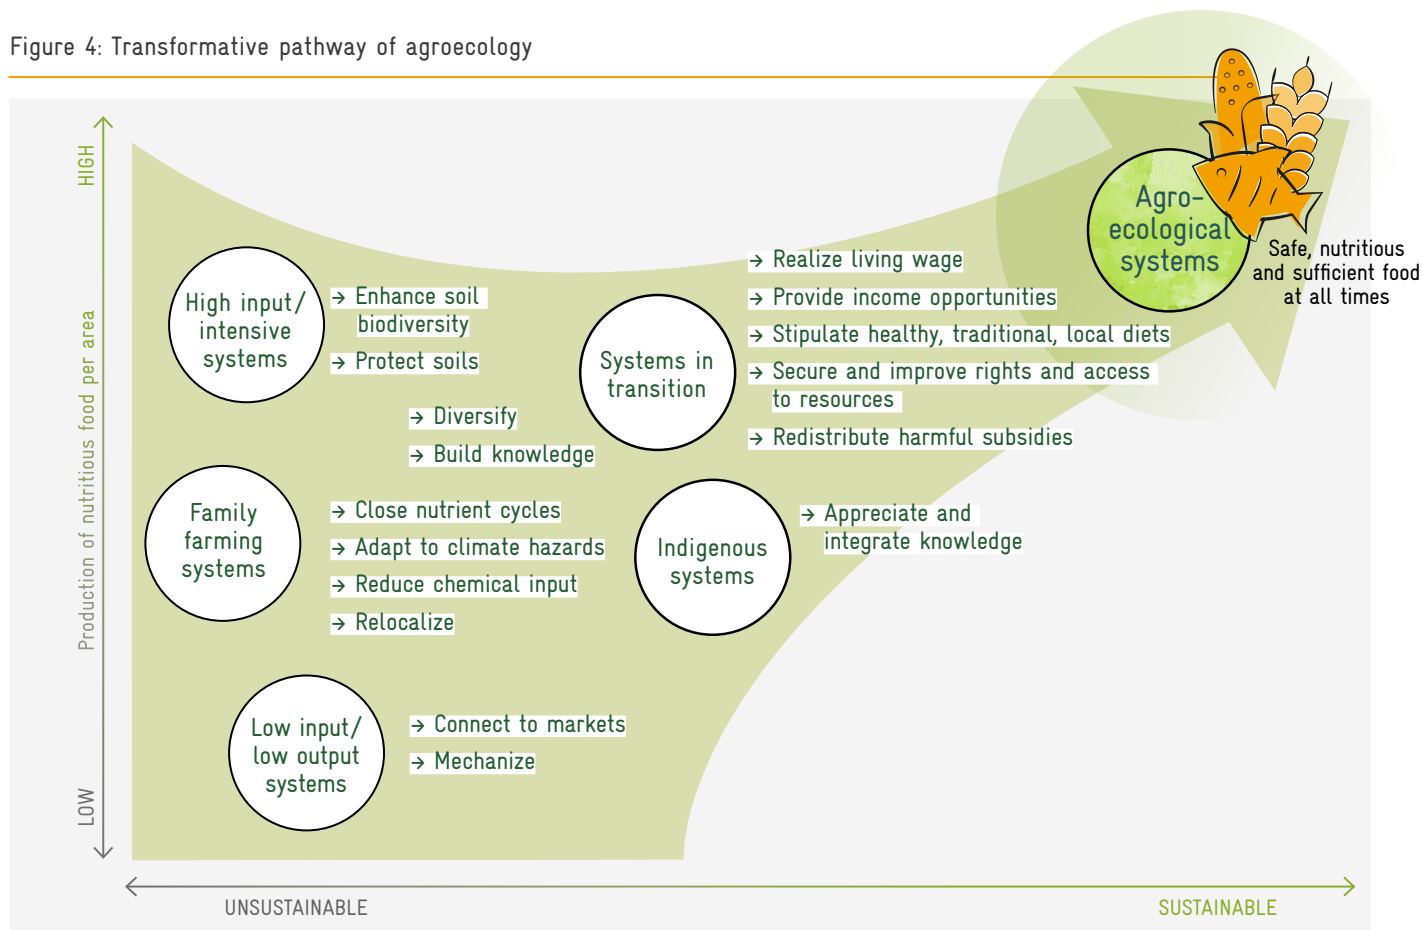 Figure 4: Transformative pathway of agroecology
HIGH
Production of nutritious food per area
LOW
Agro-
ecological
systems
Safe, nutritious
and sufficient food
at all times
High input/
intensive
systems
→ Enhance soil
biodiversity
→ Protect soils
→ Diversify
→ Build knowledge
Systems in
transition
→ Realize living wage
→ Provide income opportunities
→ Stipulate healthy, traditional, local diets
→ Secure and improve rights and access
to resources
→ Redistribute harmful subsidies
Family
farming
systems
→ Close nutrient cycles
→ Adapt to climate hazards
→ Reduce chemical input
→ Relocalize
Indigenous
systems
→ Appreciate and
integrate knowledge
Low input/
low output
systems
→ Connect to markets
→ Mechanize
UNSUSTAINABLE
SUSTAINABLE